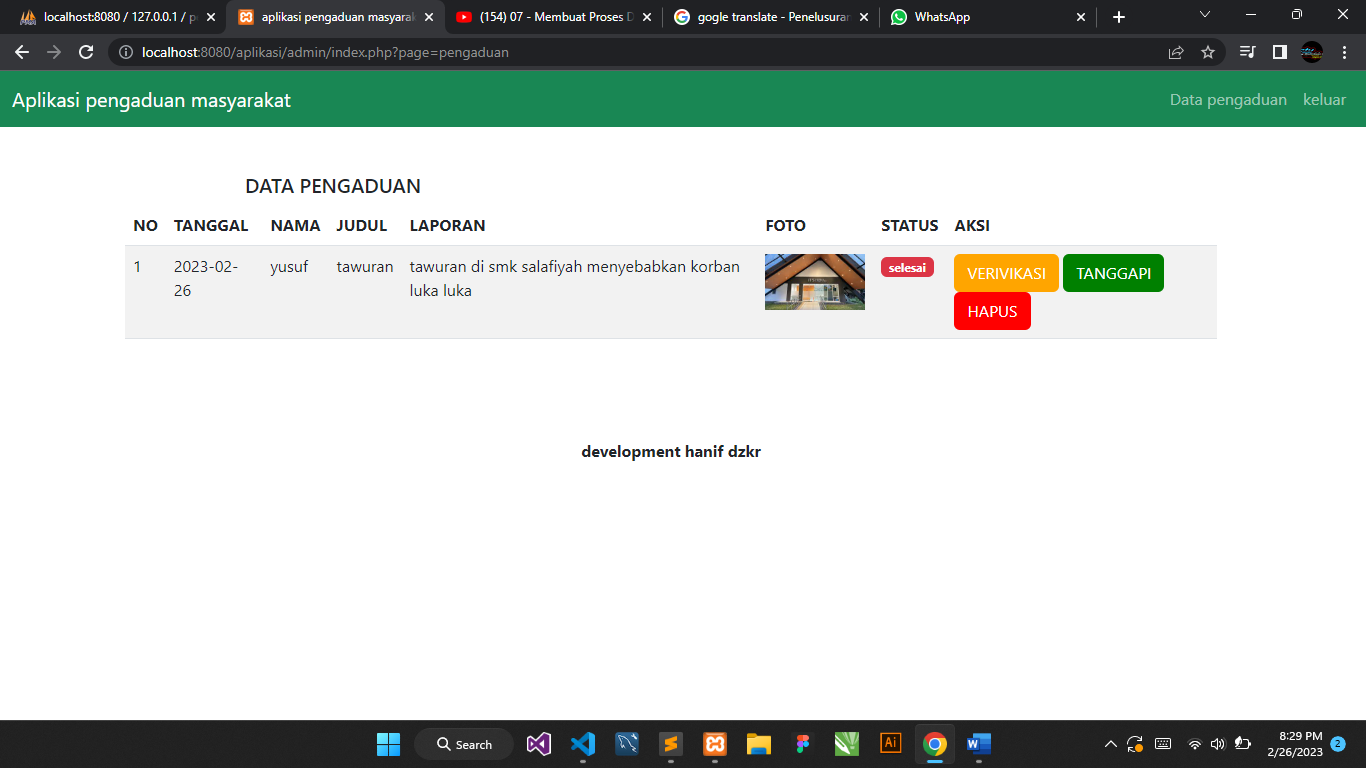 localhost:8080 / 127.0.0.1 /
aplikasi pengaduan masyarak
(154) 07 - Membuat Proses D
gogle translate - Penelusuran
WhatsApp
localhost:8080/aplikasi/admin/index.php?page=pengaduan
Aplikasi pengaduan masyarakat
Data pengaduan keluar
DATA PENGADUAN
NO TANGGAL NAMA JUDUL LAPORAN FOTO STATUS AKSI
1 2023-02-26 yusuf tawuran tawuran di smk salafiyah menyebabkan korban
luka luka
selesai
VERIVIKASI TANGGAPI
HAPUS
development hanif dzkr
Search
Ai
8:29 PM
2/26/2023
2